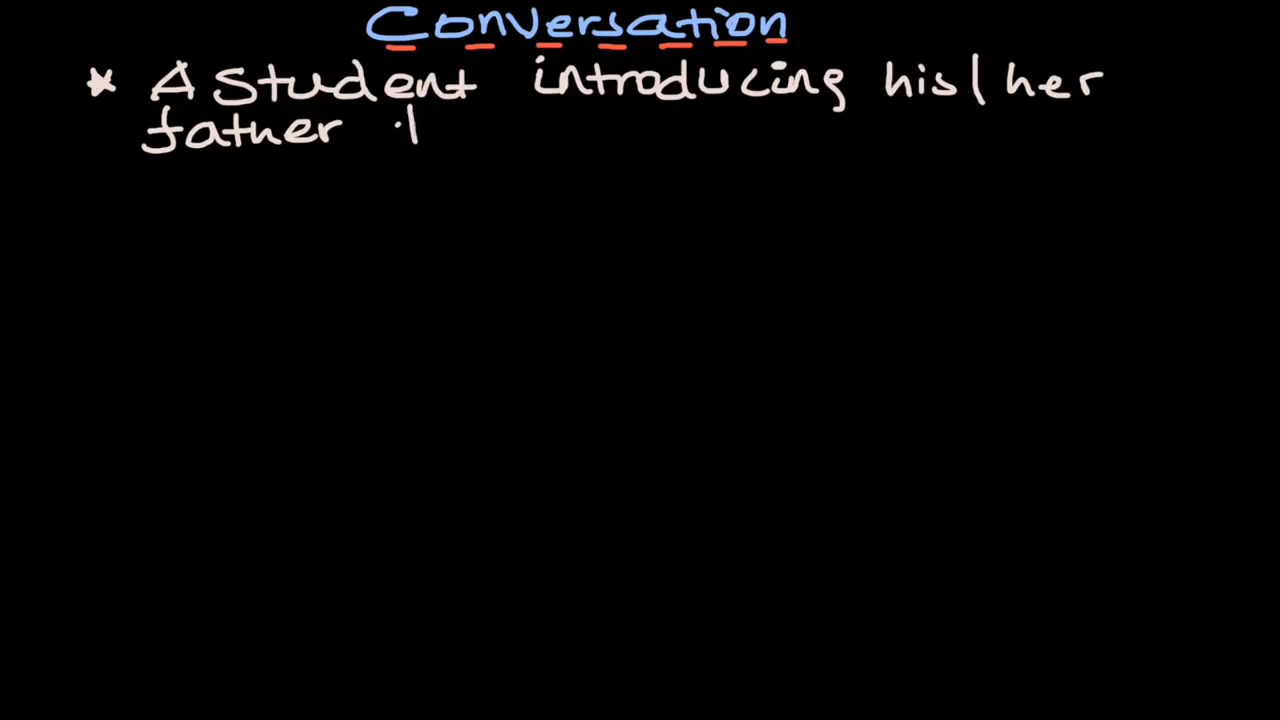 Conversation
* A student introducing his/her
father